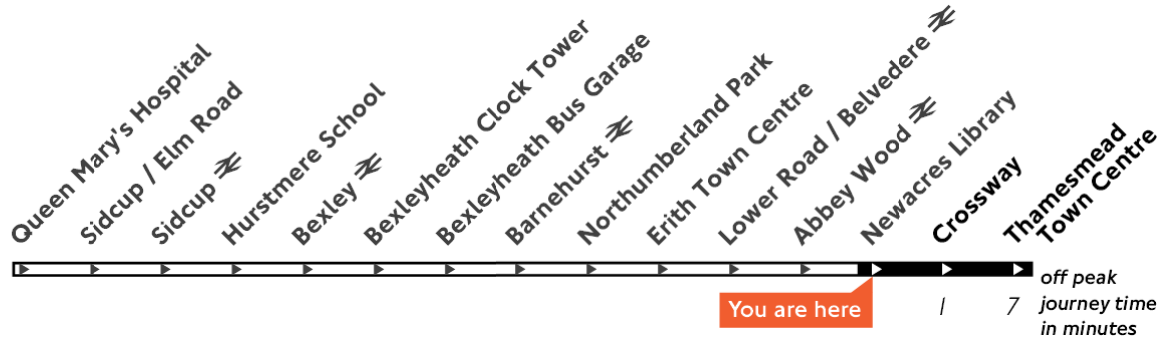 Queen Mary's Hospital
Sidcup / Elm Road
Sidcup
Hurstmere School
Bexley
Bexleyheath Clock Tower
Bexleyheath Bus Garage
Barnehurst
Northumberland Park
Erith Town Centre
Lower Road / Belvedere
Abbey Wood
Newacres Library
Crossway
Thamesmead
Town Centre
You are here
1
7
off peak
journey time
in minutes